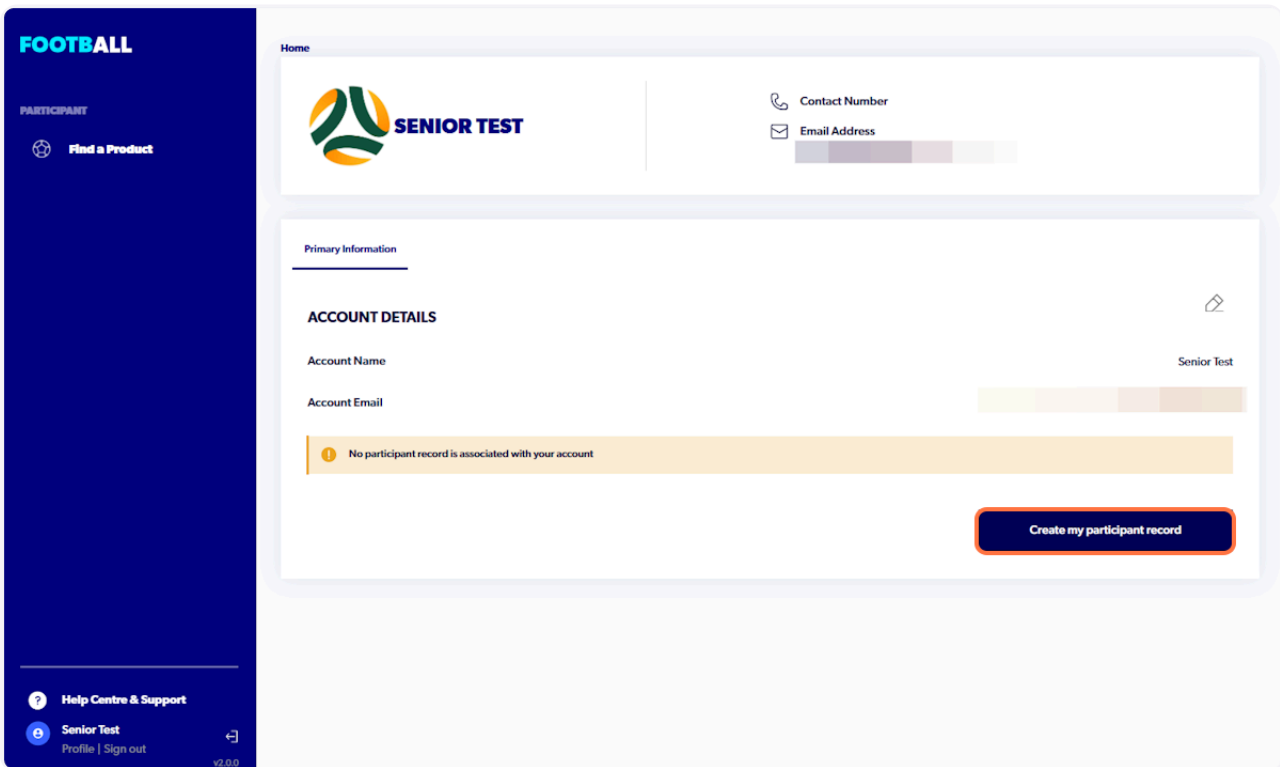 FOOTBALL
PARTICIPANT
Find a Product
Help Centre & Support
Senior Test
Profile | Sign out
v2.0.0
Home
SENIOR TEST
Contact Number
Email Address
Primary Information
ACCOUNT DETAILS
Account Name
Senior Test
Account Email
No participant record is associated with your account
Create my participant record